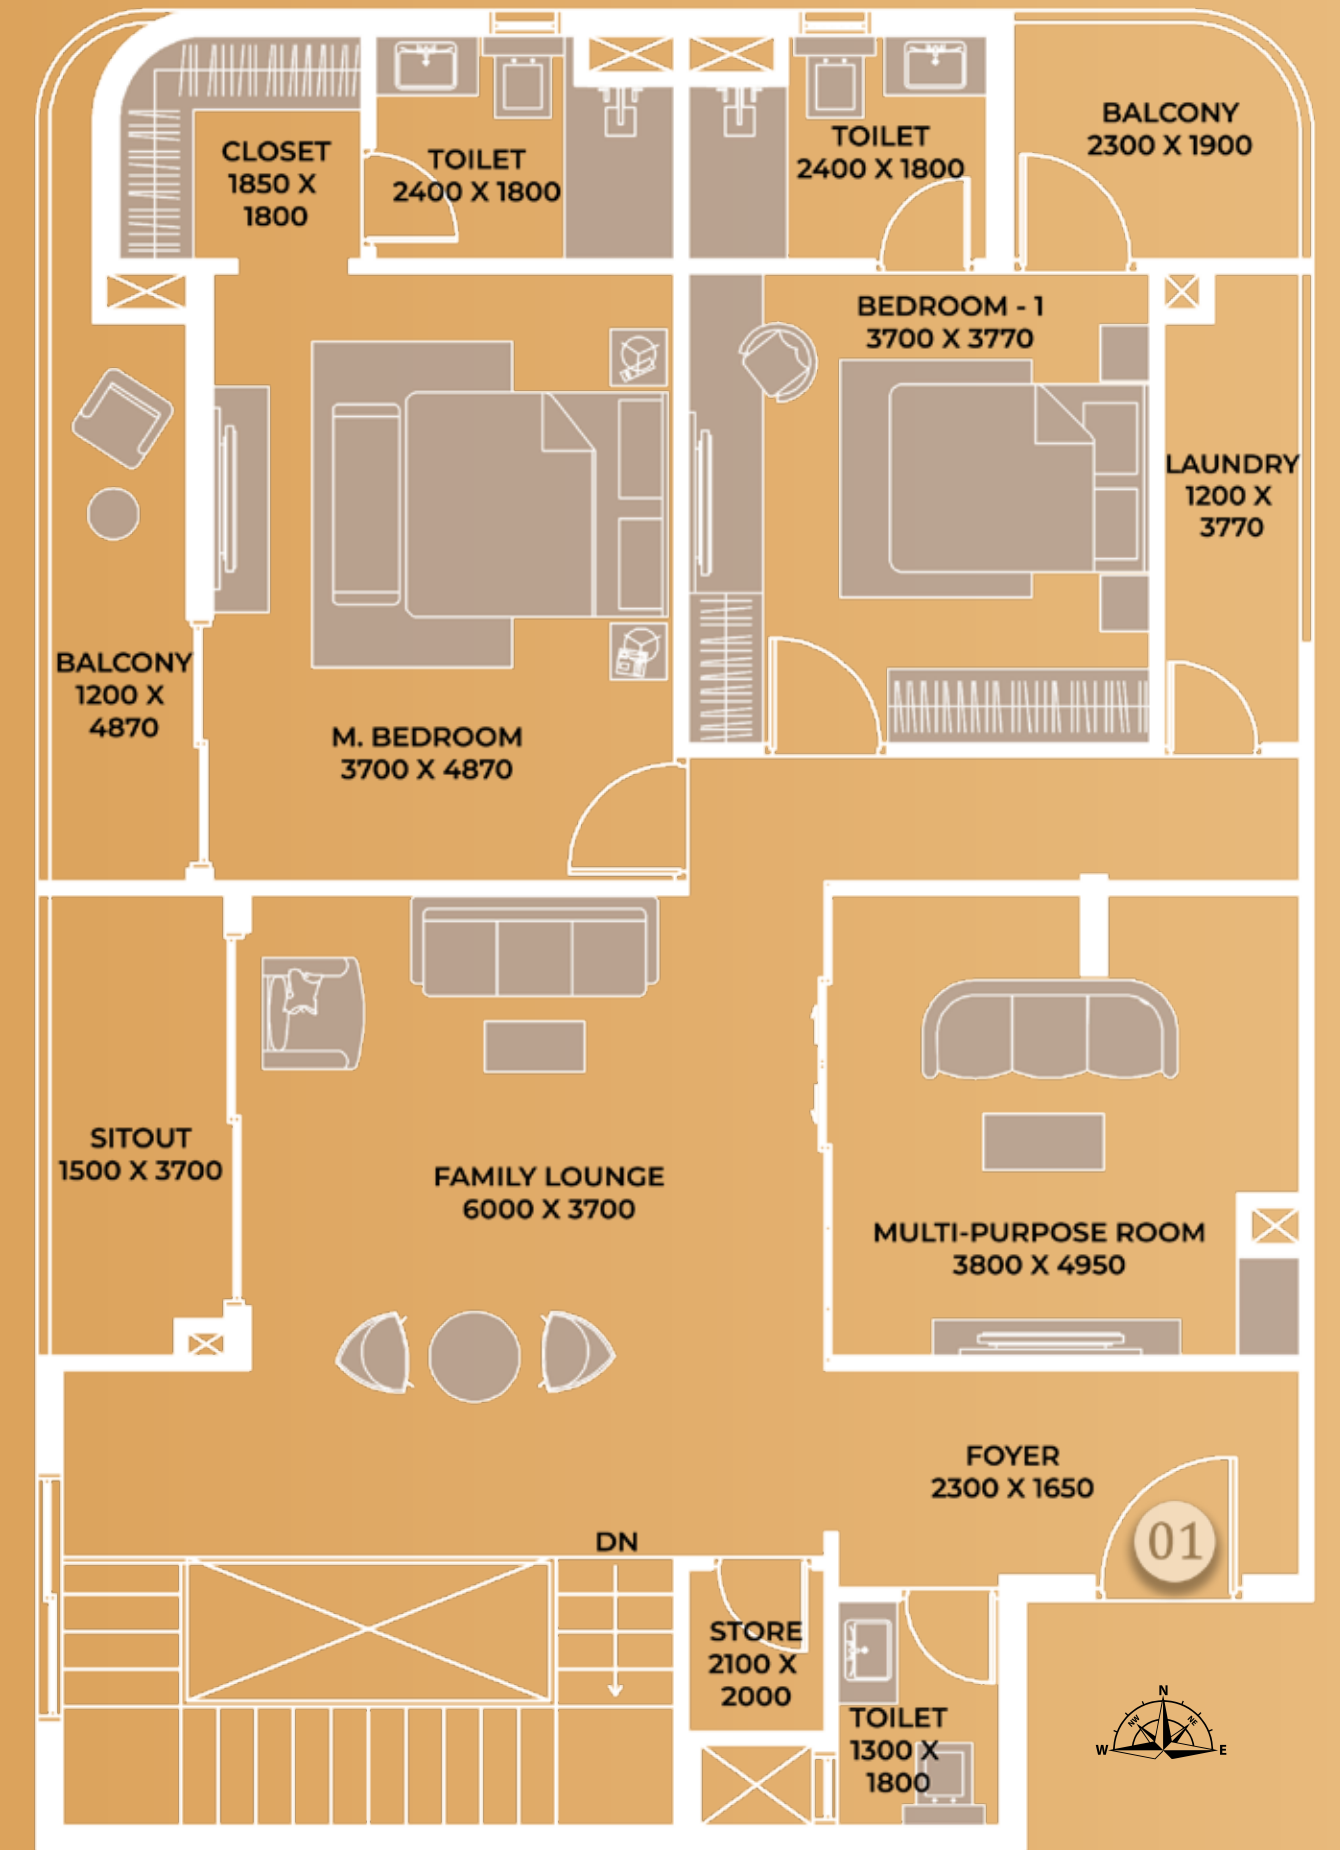 CLOSET
1850 X
1800
TOILET
2400 X 1800
TOILET
2400 X 1800
BALCONY
2300 X 1900
BEDROOM - 1
3700 X 3770
LAUNDRY
1200 X
3770
BALCONY
1200 X
4870
M. BEDROOM
3700 X 4870
SITOUT
1500 X 3700
FAMILY LOUNGE
6000 X 3700
MULTI-PURPOSE ROOM
3800 X 4950
FOYER
2300 X 1650
01
DN
STORE
2100 X
2000
TOILET
1300 X
1800
N
NW
NE
W
E